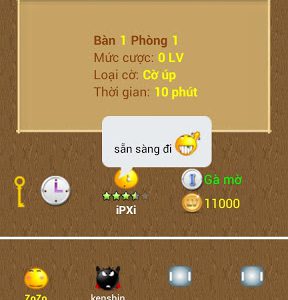 Bàn 1 Phòng 1
Mức cược: 0 LV
Loại cờ: Cờ úp
Thời gian: 10 phút
sẵn sàng đi
Gà mờ
iPXi
11000
ZoZo
kenshin